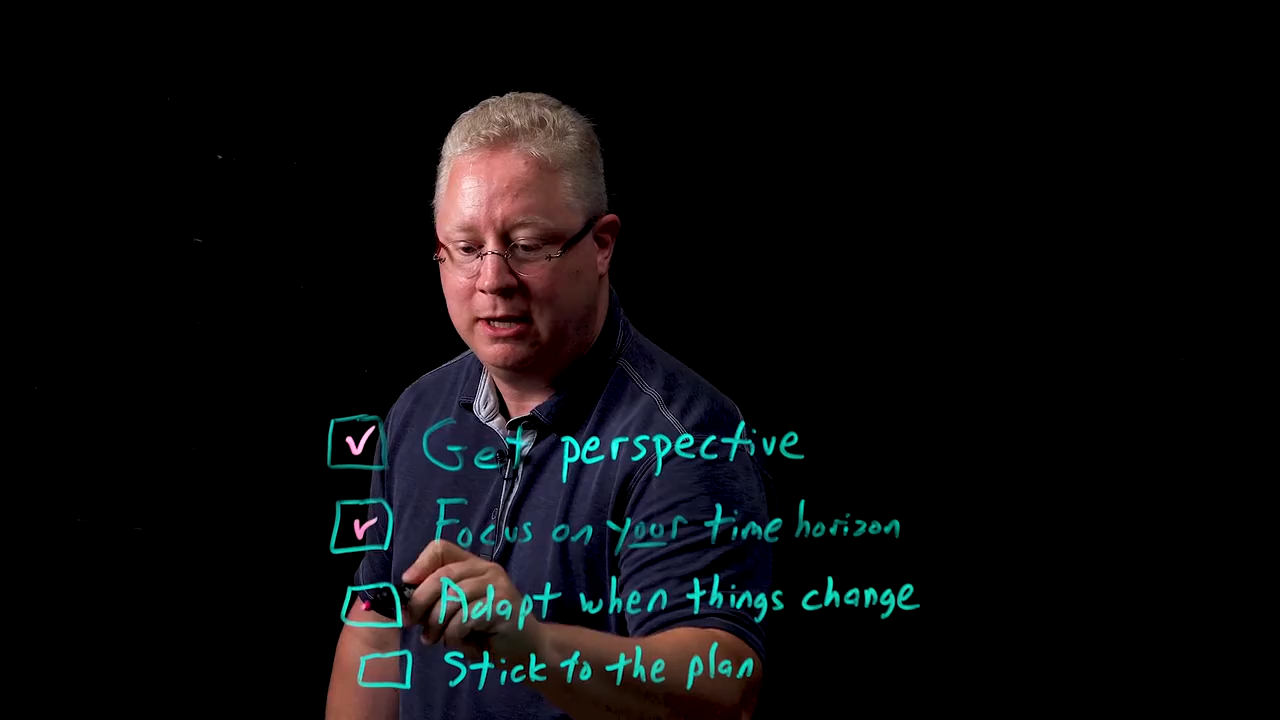 Get perspective
Focus on your time horizon
Adapt when things change
Stick to the plan